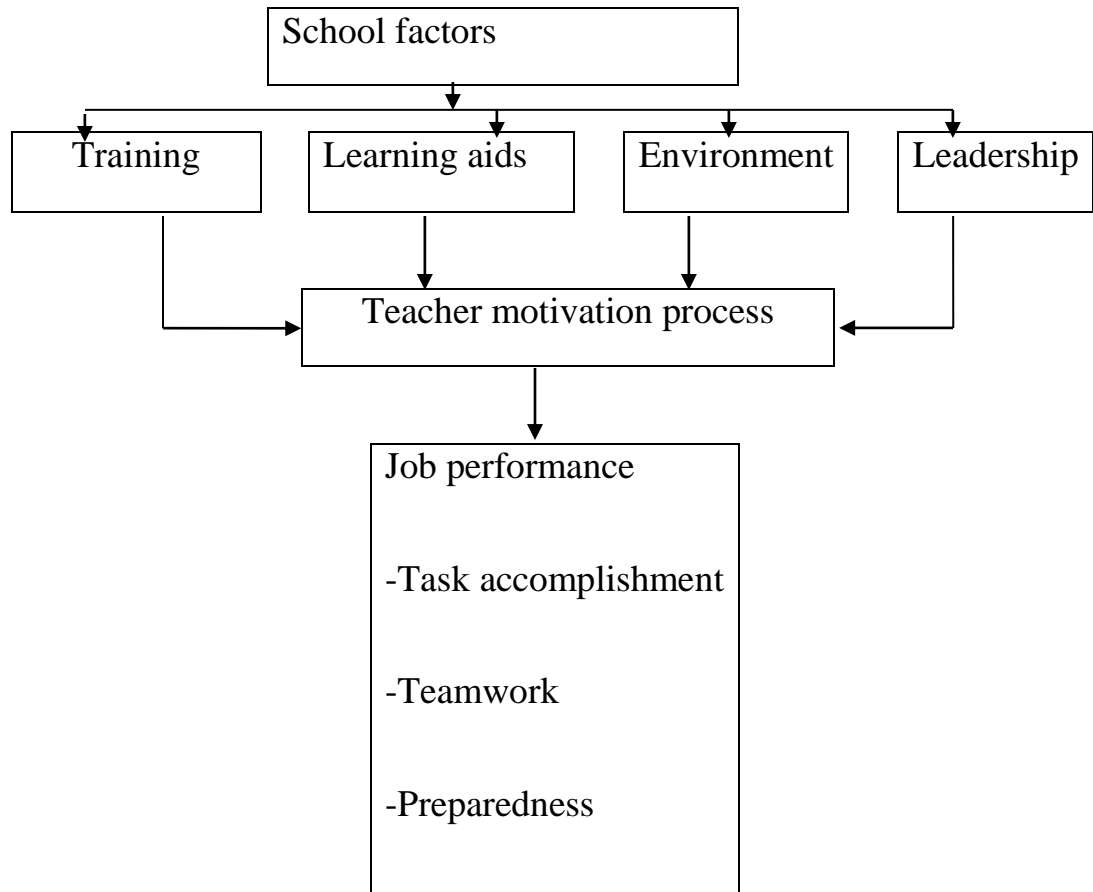 School factors
Training
Learning aids
Environment
Leadership
Teacher motivation process
Job performance
-Task accomplishment
-Teamwork
-Preparedness